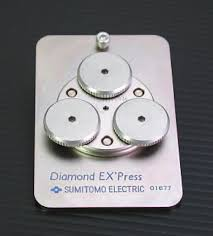 Diamond EX'Press
SUMITOMO ELECTRIC 01677